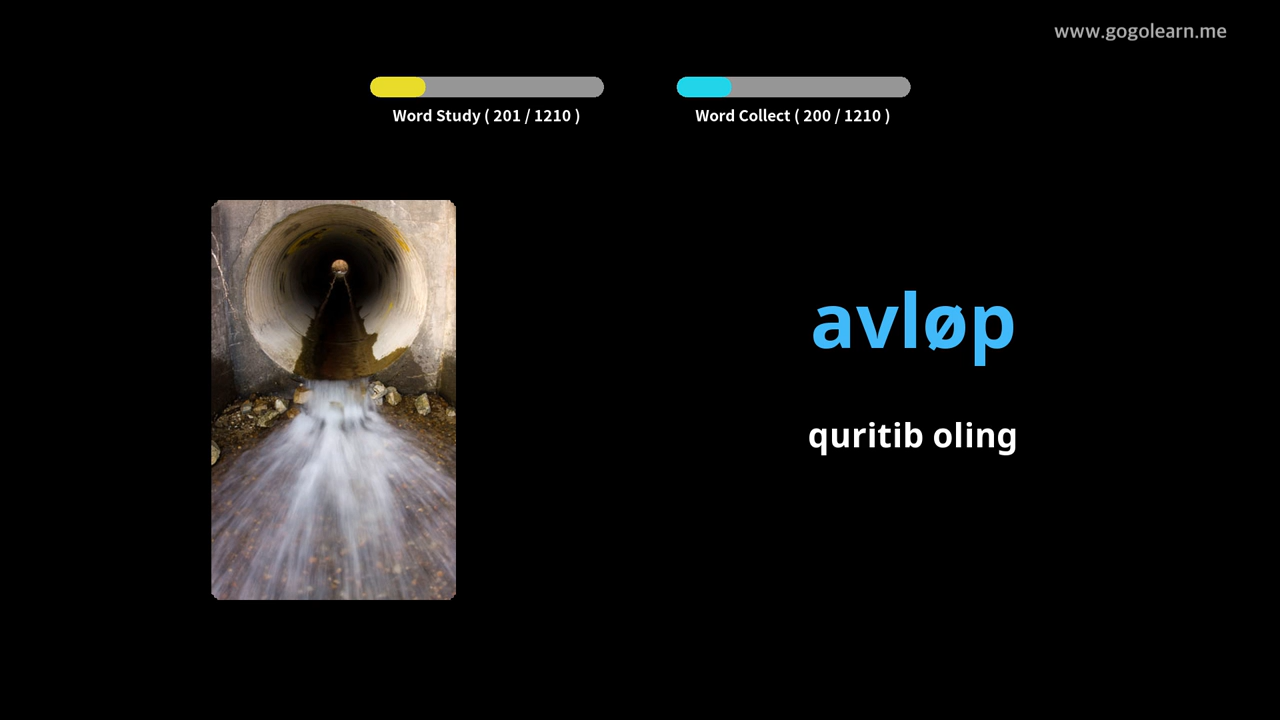 www.gogolearn.me
Word Study ( 201 / 1210 )
Word Collect ( 200 / 1210 )
avløp
quritib oling